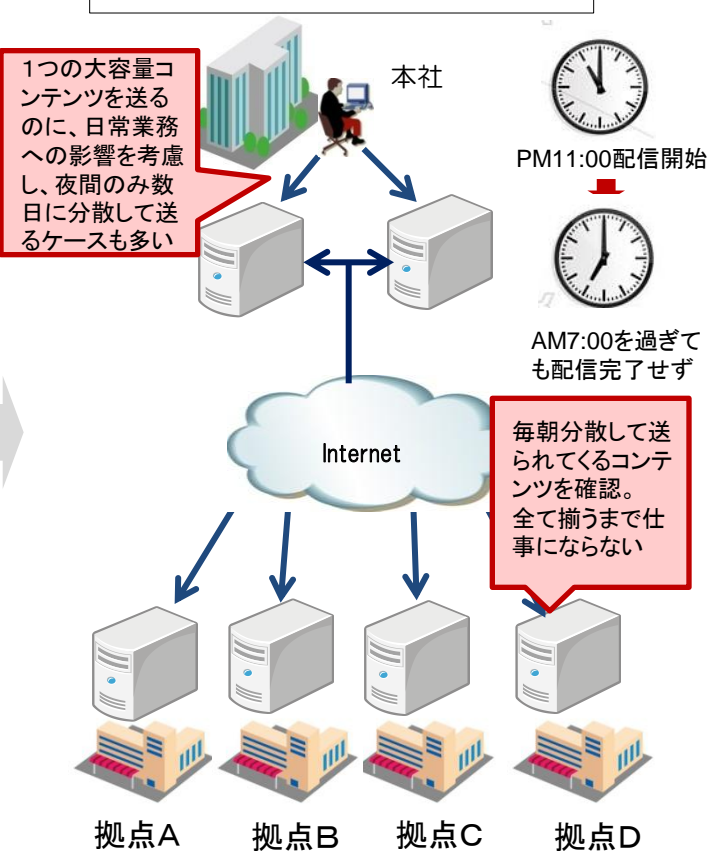 本社
1つの大容量コ
ンテンツを送る
のに、日常業務
への影響を考慮
し、夜間のみ数
日に分散して送
るケースも多い
PM11:00配信開始
AM7:00を過ぎて
も配信完了せず
Internet
毎朝分散して送
られてくるコンテ
ンツを確認。
全て揃うまで仕
事にならない
拠点A
拠点B
拠点C
拠点D